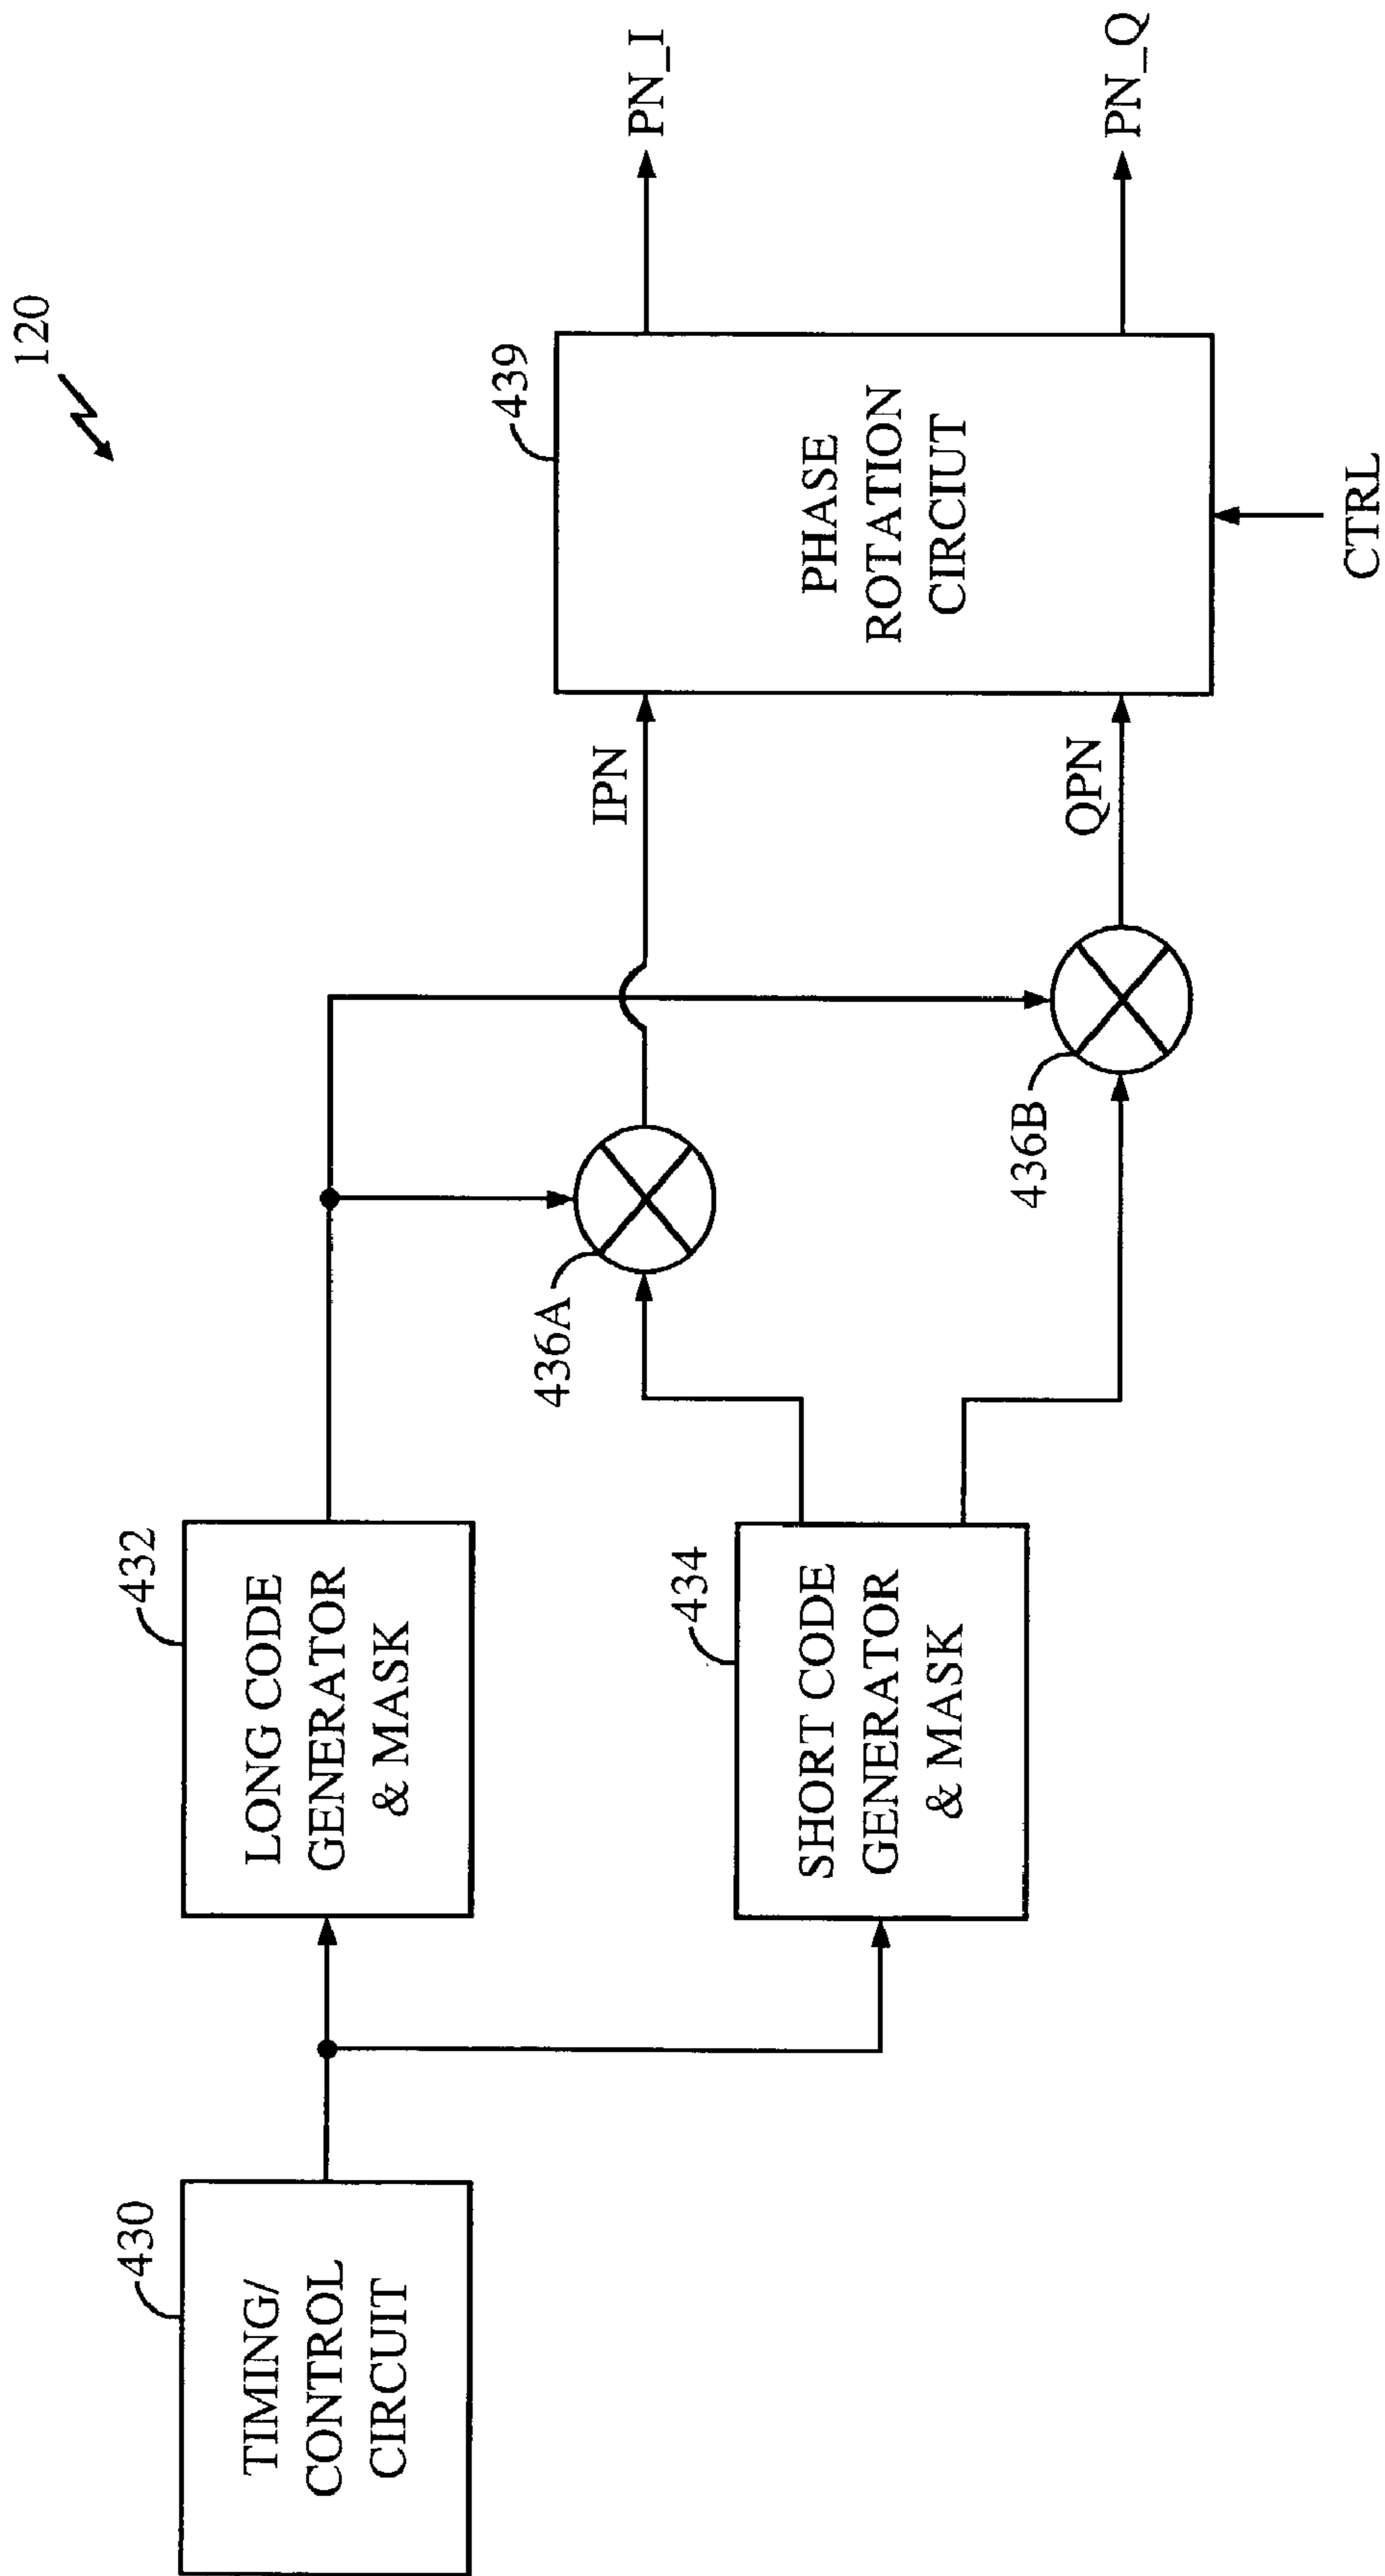 120
430
TIMING/
CONTROL
CIRCUIT
432
LONG CODE
GENERATOR
& MASK
434
SHORT CODE
GENERATOR
& MASK
436A
436B
IPN
QPN
439
PHASE
ROTATION
CIRCIUT
CTRL
PN_I
PN_Q